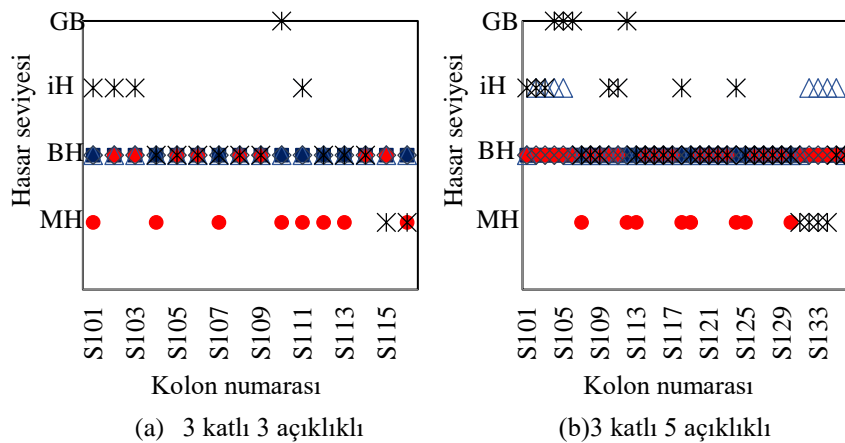 GB
iH
BH
MH
Hasar seviyesi
S101
S103
S105
S107
S109
S111
S113
S115
Kolon numarası
(a) 3 katlı 3 açıklıklı
GB
iH
BH
MH
Hasar seviyesi
S101
S105
S109
S113
S117
S121
S125
S129
S133
Kolon numarası
(b)3 katlı 5 açıklıklı